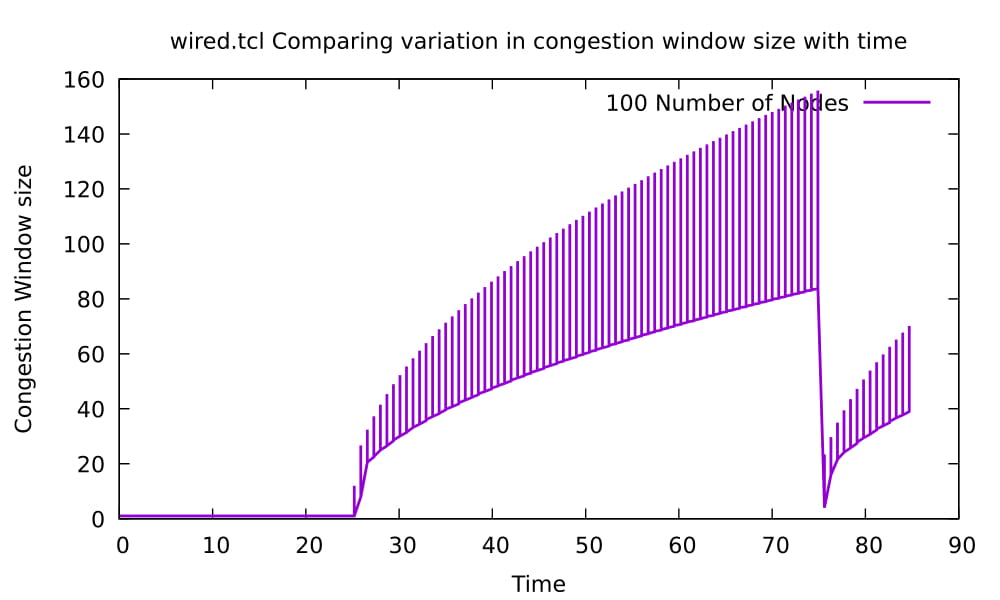 wired.tcl Comparing variation in congestion window size with time
160
140
120
100
80
60
40
20
0
Congestion Window size
100 Number of Nodes
0 10 20 30 40 50 60 70 80 90
Time